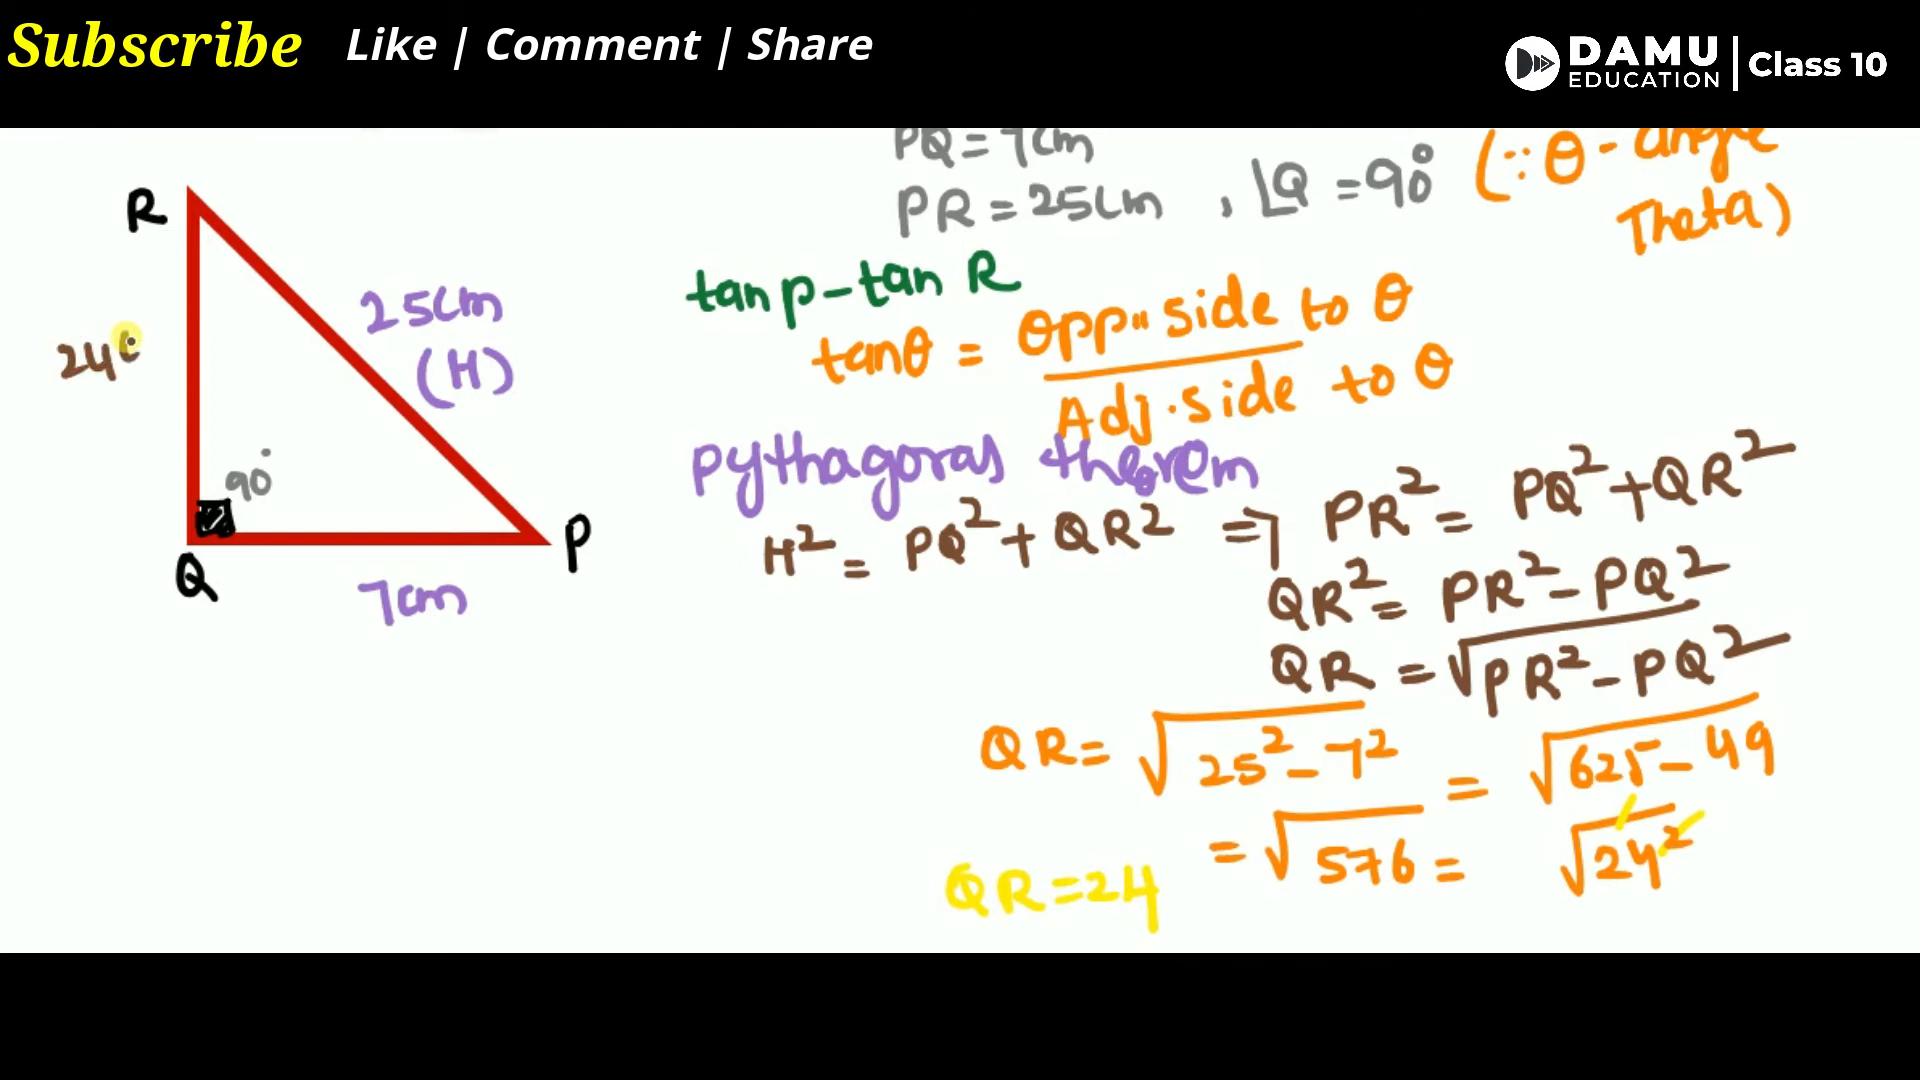 Subscribe Like | Comment | Share
DAMU EDUCATION | Class 10
PQ = 7cm
PR = 25cm , ∠Q = 90° (∵ θ - angle
Theta)
R
25cm
(H)
24c
90°
Q
P
7cm
tan p - tan R
tanθ = Opp" side to θ / Adj. side to θ
pythagoras theorem
H² = PQ² + QR² ⇒ PR² = PQ² + QR²
QR² = PR² - PQ²
QR = √PR² - PQ²
QR = √25² - 7² = √625 - 49
= √576 = √24²
QR = 24